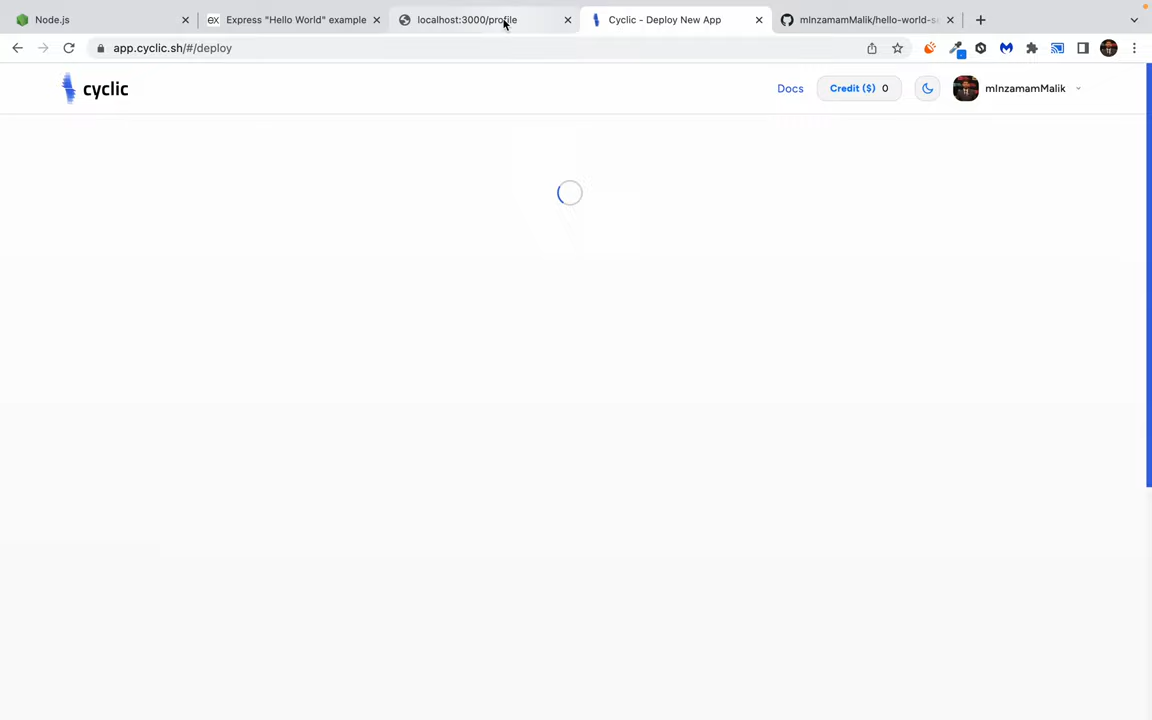 Node.js
Express "Hello World" example
localhost:3000/profile
Cyclic - Deploy New App
mInzamamMalik/hello-world-s
app.cyclic.sh/#/deploy
cyclic
Docs
Credit ($) 0
mInzamamMalik